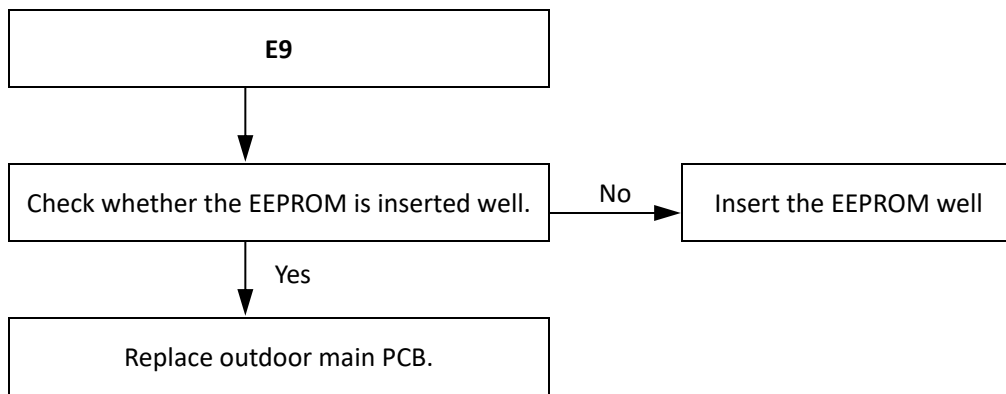 E9
Check whether the EEPROM is inserted well.
No
Insert the EEPROM well
Yes
Replace outdoor main PCB.